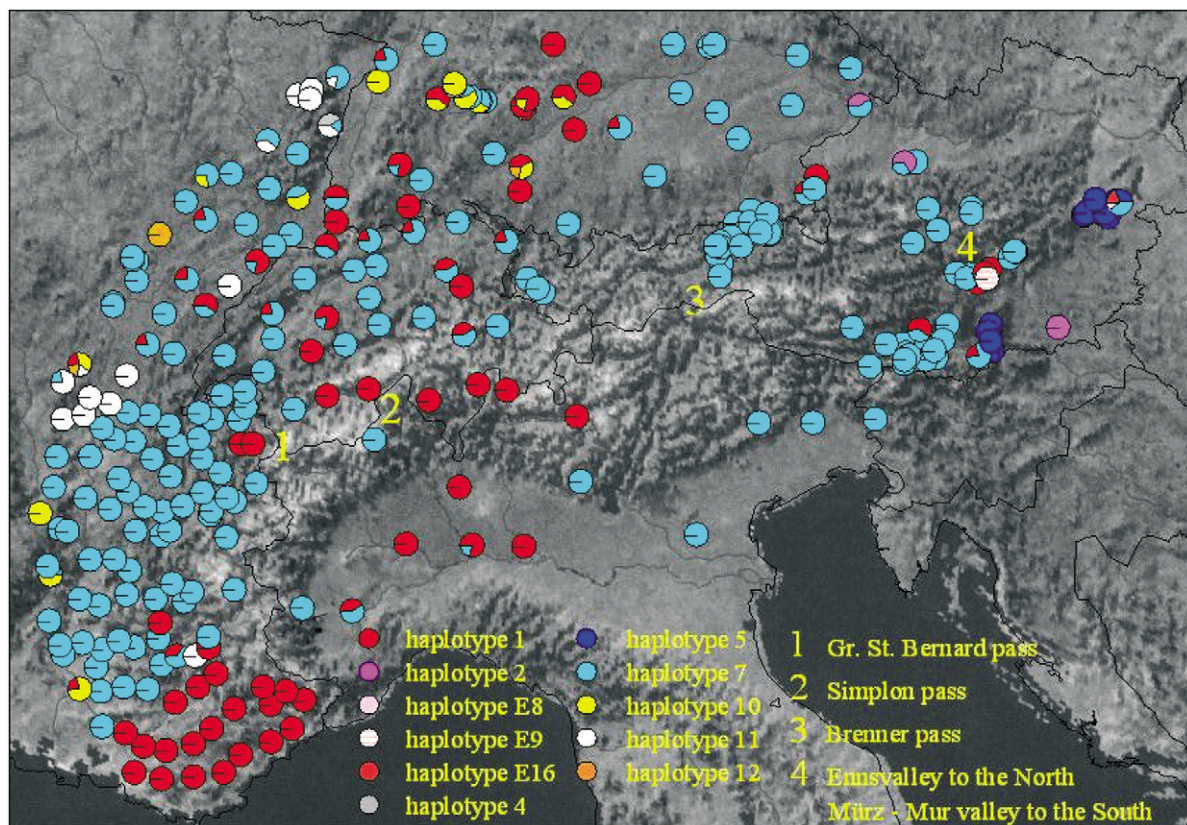 4
3
2
1
haplotype 1
haplotype 2
haplotype E8
haplotype E9
haplotype E16
haplotype 4
haplotype 5
haplotype 7
haplotype 10
haplotype 11
haplotype 12
1 Gr. St. Bernard pass
2 Simplon pass
3 Brenner pass
4 Ennsvalley to the North
Mürz - Mur valley to the South